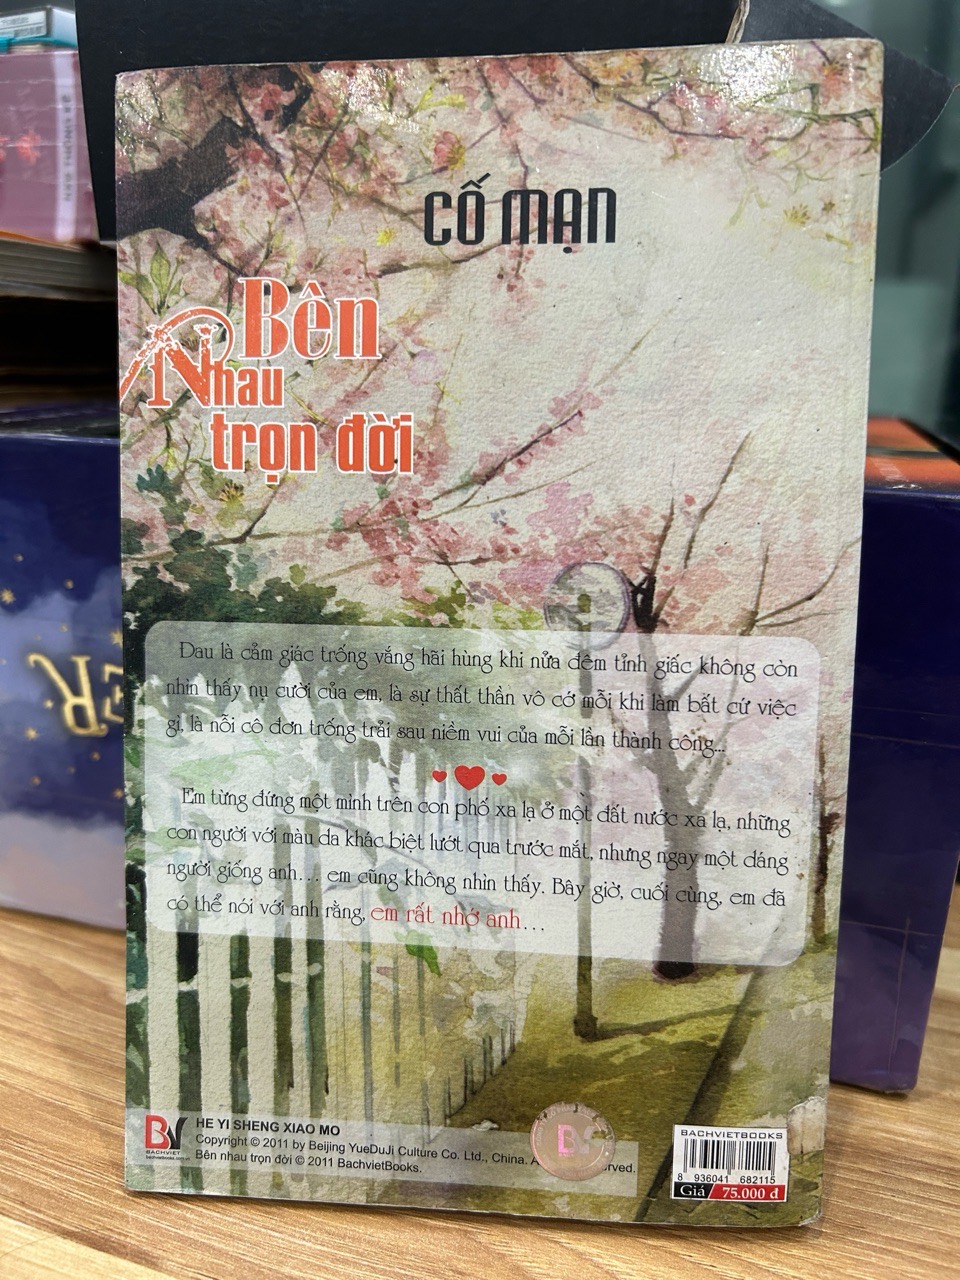 CỐ MẠN
Bên
Nhau
trọn đời
Đau là cảm giác trống vắng hãi hùng khi nửa đêm tỉnh giấc không còn
nhìn thấy nụ cười của em, là sự thất thần vô cớ mỗi khi làm bất cứ việc
gì, là nỗi cô đơn trống trải sau niềm vui của mỗi lần thành công...
Em từng đứng một mình trên con phố xa lạ ở một đất nước xa lạ, những
con người với màu da khác biệt lướt qua trước mắt, nhưng ngay một dáng
người giống anh... em cũng không nhìn thấy. Bây giờ, cuối cùng, em đã
có thể nói với anh rằng, em rất nhớ anh...
BV
BACHVIET
bachvietbooks.com.vn
HE YI SHENG XIAO MO
Copyright © 2011 by Beijing YueDuJi Culture Co. Ltd., China. A served.
Bên nhau trọn đời © 2011 BachvietBooks.
BV
BACHVIETBOOKS
8 936041 682115
Giá 75.000 đ